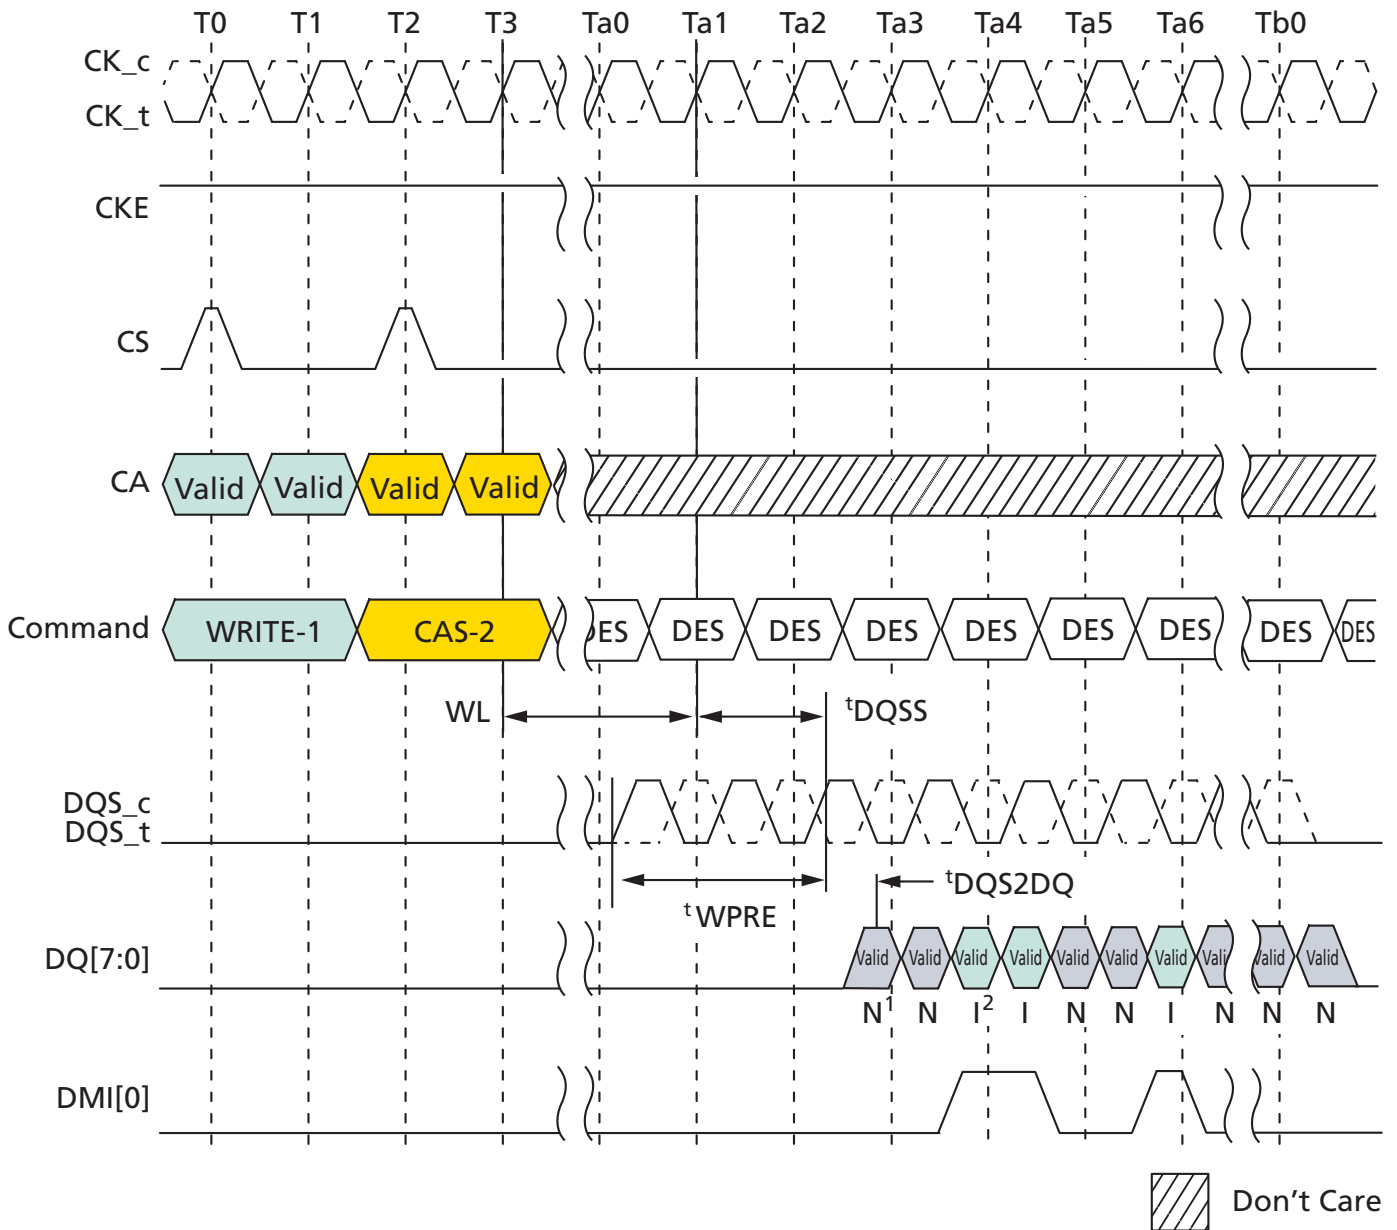 T0 T1 T2 T3 Ta0 Ta1 Ta2 Ta3 Ta4 Ta5 Ta6 Tb0
CK_c
CK_t
CKE
CS
CA Valid Valid Valid Valid
Command WRITE-1 CAS-2 DES DES DES DES DES DES DES DES DES
WL tDQSS
DQS_c
DQS_t
tDQS2DQ
tWPRE
DQ[7:0] Valid Valid Valid Valid Valid Valid Valid Vali Valid Valid
N1 N I2 I N N I N N N
DMI[0]
Don't Care